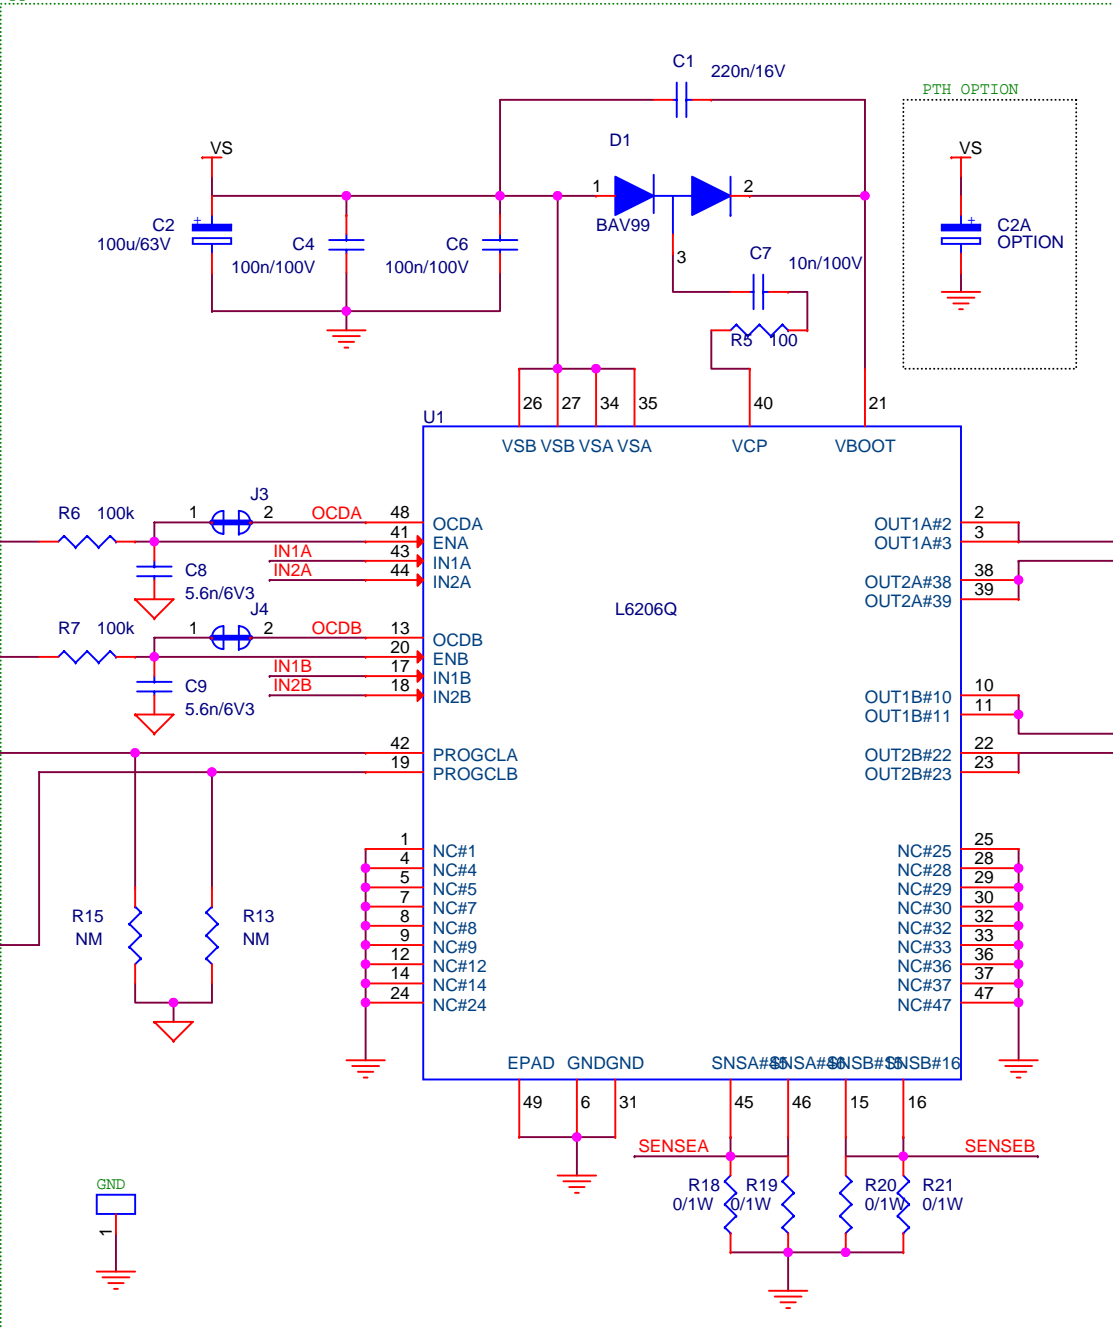 C1
220n/16V
PTH OPTION
D1
VS
VS
1
2
C2
100u/63V
+
C4
100n/100V
C6
100n/100V
BAV99
3
C7
10n/100V
+
C2A
OPTION
R5 100
26
27
34
35
40
21
U1
VSB VSB VSA VSA
VCP
VBOOT
R6 100k
1
J3
2
OCDA
48
OCDA
41
ENA
IN1A
43
IN1A
IN2A
44
IN2A
C8
5.6n/6V3
2
OUT1A#2
3
OUT1A#3
38
OUT2A#38
39
OUT2A#39
L6206Q
R7 100k
1
J4
2
OCDB
13
OCDB
20
ENB
IN1B
17
IN1B
IN2B
18
IN2B
C9
5.6n/6V3
10
OUT1B#10
11
OUT1B#11
22
OUT2B#22
23
OUT2B#23
42
PROGCLA
19
PROGCLB
1
NC#1
4
NC#4
5
NC#5
7
NC#7
8
NC#8
9
NC#9
12
NC#12
14
NC#14
24
NC#24
25
NC#25
28
NC#28
29
NC#29
30
NC#30
32
NC#32
33
NC#33
36
NC#36
37
NC#37
47
NC#47
R15
NM
R13
NM
EPAD GND GND
SNSA#45 SNSA#46 SNSB#15 SNSB#16
49
6
31
45
46
15
16
SENSEA
SENSEB
R18
0/1W
R19
0/1W
R20
0/1W
R21
0/1W
GND
1